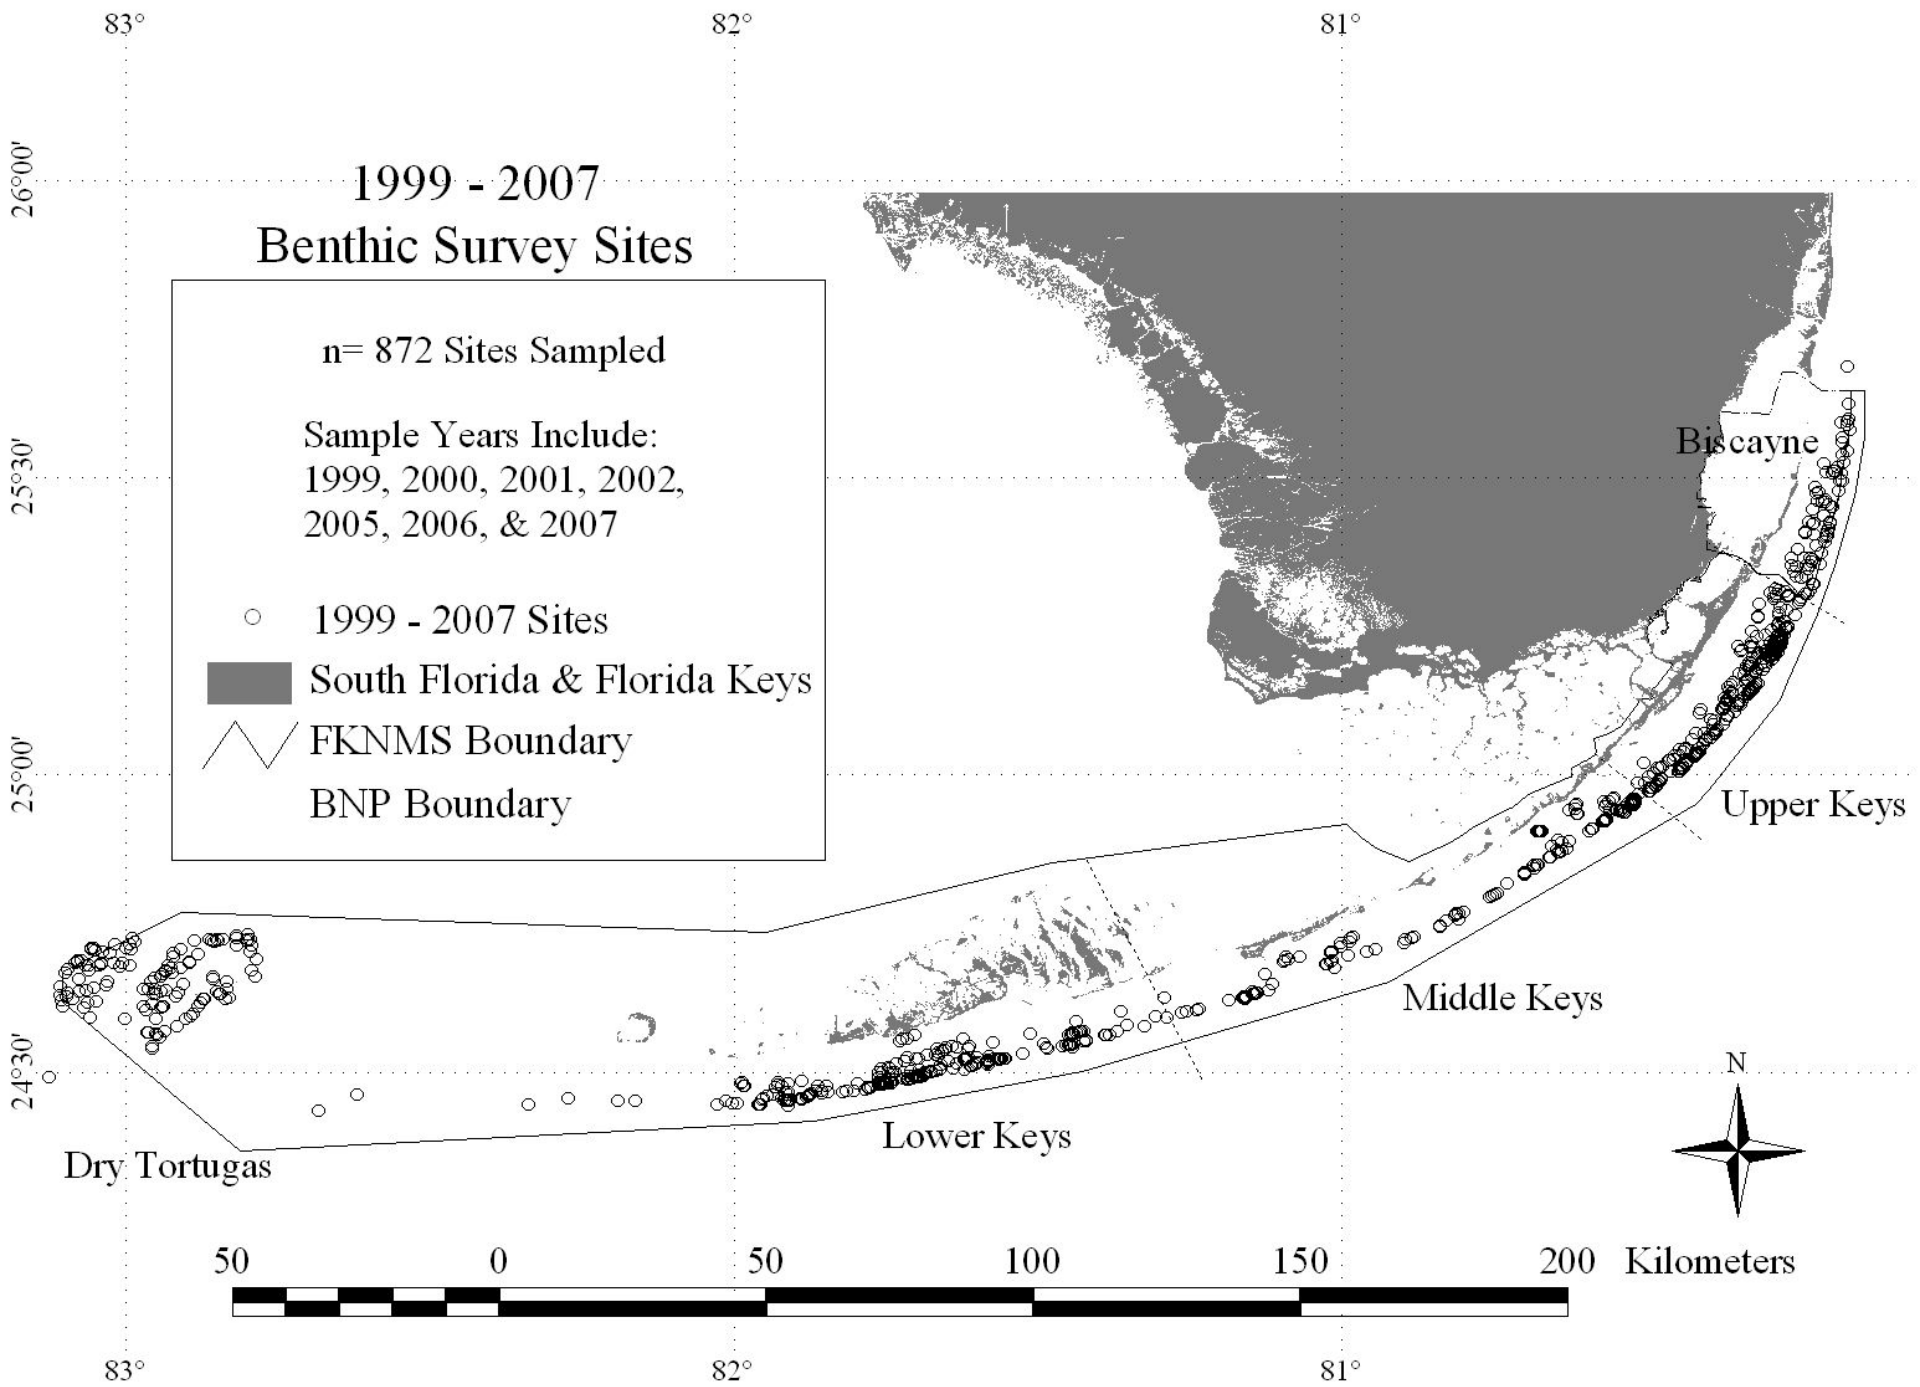 83° 82° 81°
26°00'
25°30'
25°00'
24°30'
1999 - 2007
Benthic Survey Sites
n= 872 Sites Sampled
Sample Years Include:
1999, 2000, 2001, 2002,
2005, 2006, & 2007
1999 - 2007 Sites
South Florida & Florida Keys
FKNMS Boundary
BNP Boundary
Biscayne
Upper Keys
Middle Keys
Lower Keys
Dry Tortugas
N
50 0 50 100 150 200 Kilometers
83° 82° 81°